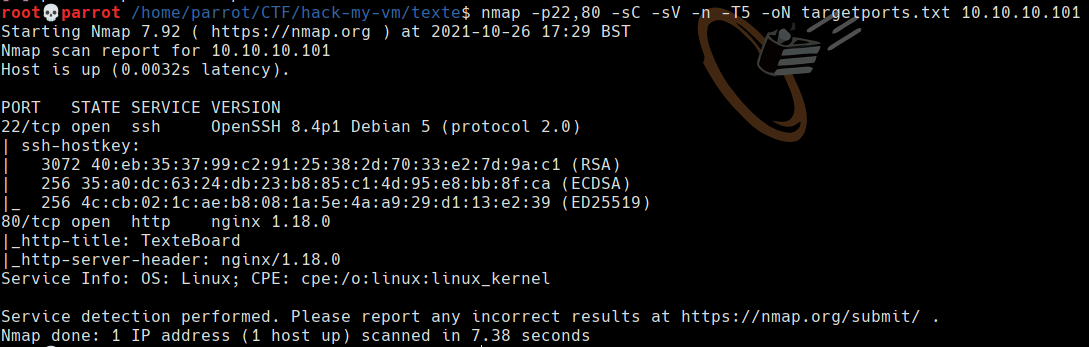 root💀parrot /home/parrot/CTF/hack-my-vm/texte$ nmap -p22,80 -sC -sV -n -T5 -oN targetports.txt 10.10.10.101
Starting Nmap 7.92 ( https://nmap.org ) at 2021-10-26 17:29 BST
Nmap scan report for 10.10.10.101
Host is up (0.0032s latency).
PORT   STATE SERVICE VERSION
22/tcp open  ssh     OpenSSH 8.4p1 Debian 5 (protocol 2.0)
| ssh-hostkey:
|   3072 40:eb:35:37:99:c2:91:25:38:2d:70:33:e2:7d:9a:c1 (RSA)
|   256 35:a0:dc:63:24:db:23:b8:85:c1:4d:95:e8:bb:8f:ca (ECDSA)
|_  256 4c:cb:02:1c:ae:b8:08:1a:5e:4a:a9:29:d1:13:e2:39 (ED25519)
80/tcp open  http    nginx 1.18.0
|_http-title: TexteBoard
|_http-server-header: nginx/1.18.0
Service Info: OS: Linux; CPE: cpe:/o:linux:linux_kernel
Service detection performed. Please report any incorrect results at https://nmap.org/submit/ .
Nmap done: 1 IP address (1 host up) scanned in 7.38 seconds